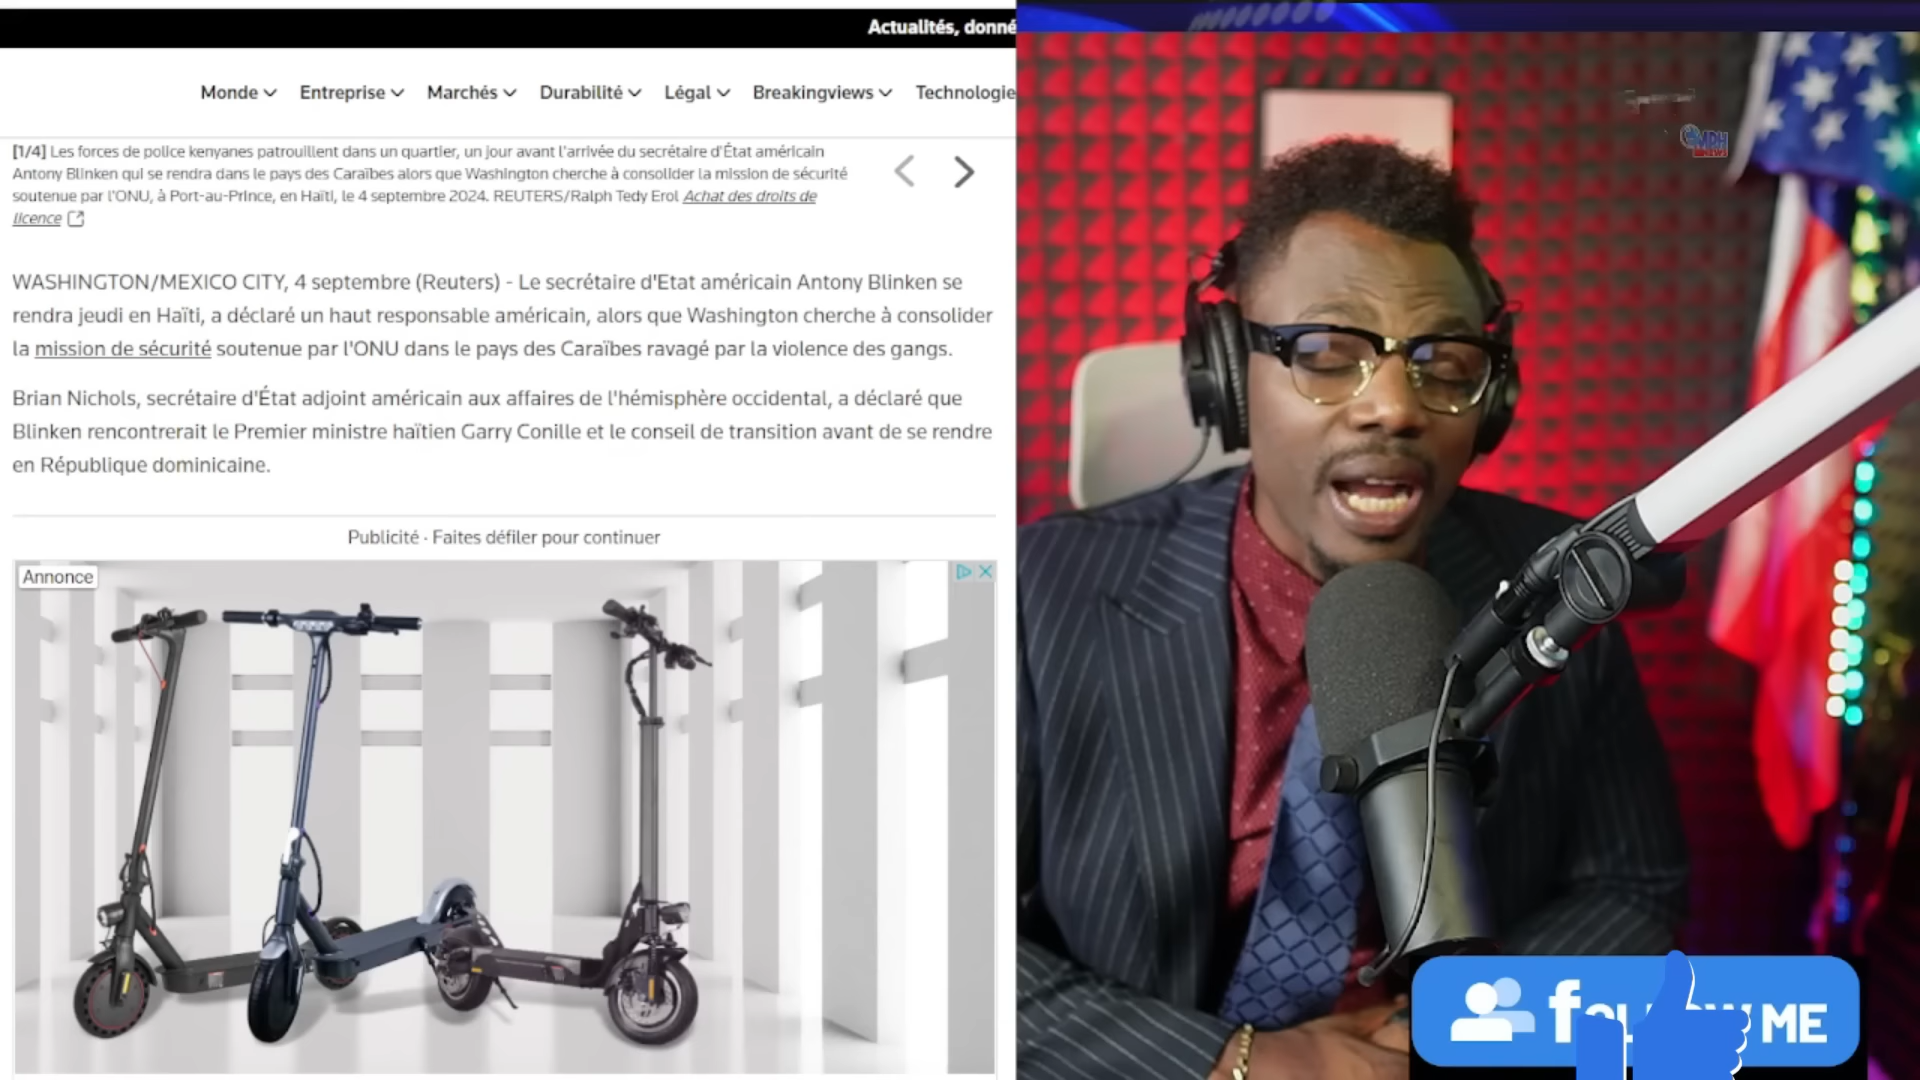 Actualités, donné
Monde Entreprise Marchés Durabilité Légal Breakingviews Technologie
[1/4] Les forces de police kenyanes patrouillent dans un quartier, un jour avant l'arrivée du secrétaire d'État américain
Antony Blinken qui se rendra dans le pays des Caraïbes alors que Washington cherche à consolider la mission de sécurité
soutenue par l'ONU, à Port-au-Prince, en Haïti, le 4 septembre 2024. REUTERS/Ralph Tedy Erol Achat des droits de
licence
WASHINGTON/MEXICO CITY, 4 septembre (Reuters) - Le secrétaire d'Etat américain Antony Blinken se
rendra jeudi en Haïti, a déclaré un haut responsable américain, alors que Washington cherche à consolider
la mission de sécurité soutenue par l'ONU dans le pays des Caraïbes ravagé par la violence des gangs.
Brian Nichols, secrétaire d'État adjoint américain aux affaires de l'hémisphère occidental, a déclaré que
Blinken rencontrerait le Premier ministre haïtien Garry Conille et le conseil de transition avant de se rendre
en République dominicaine.
Publicité · Faites défiler pour continuer
Annonce
MRH
fOLLOW ME